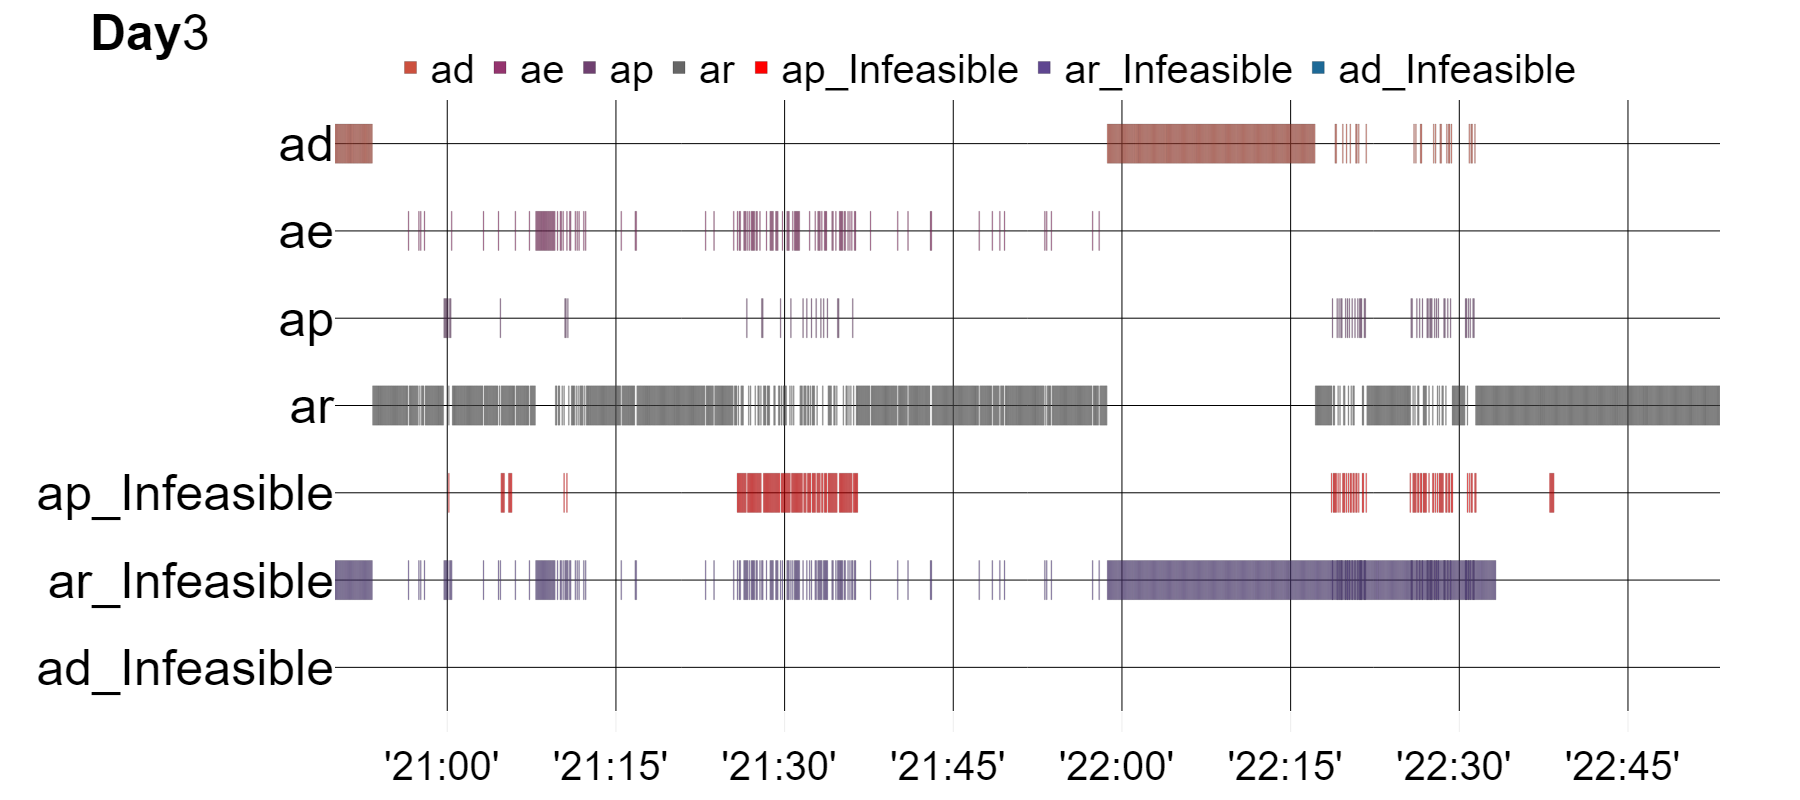 Day3
ad ae ap ar ap_Infeasible ar_Infeasible ad_Infeasible
ad
ae
ap
ar
ap_Infeasible
ar_Infeasible
ad_Infeasible
'21:00' '21:15' '21:30' '21:45' '22:00' '22:15' '22:30' '22:45'